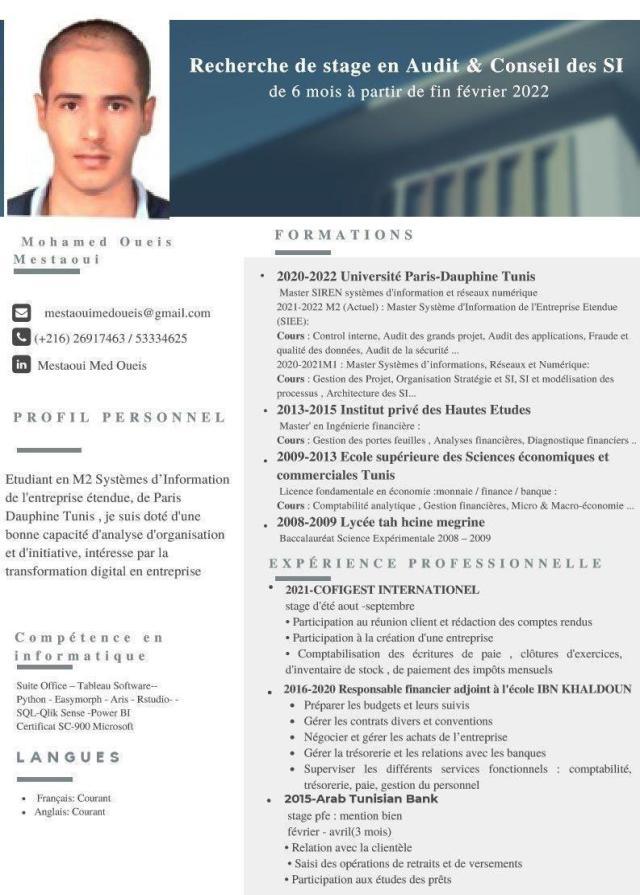 Recherche de stage en Audit & Conseil des SI
de 6 mois à partir de fin février 2022
Mohamed Oueis
Mestaoui
mestaouimedoueis@gmail.com
(+216) 26917463 / 53334625
in Mestaoui Med Oueis
PROFIL PERSONNEL
Etudiant en M2 Systèmes d’Information
de l'entreprise étendue, de Paris
Dauphine Tunis , je suis doté d'une
bonne capacité d'analyse d'organisation
et d'initiative, intéresse par la
transformation digital en entreprise
Compétence en
informatique
Suite Office – Tableau Software--
Python - Easymorph - Aris - Rstudio- -
SQL-Qlik Sense -Power BI
Certificat SC-900 Microsoft
LANGUES
• Français: Courant
• Anglais: Courant
FORMATIONS
• 2020-2022 Université Paris-Dauphine Tunis
Master SIREN systèmes d'information et réseaux numérique
2021-2022 M2 (Actuel) : Master Système d'Information de l'Entreprise Etendue
(SIEE):
Cours : Control interne, Audit des grands projet, Audit des applications, Fraude et
qualité des données, Audit de la sécurité ...
2020-2021M1 : Master Systèmes d’informations, Réseaux et Numérique:
Cours : Gestion des Projet, Organisation Stratégie et SI, SI et modélisation des
processus , Architecture des SI...
• 2013-2015 Institut privé des Hautes Etudes
Master' en Ingénierie financière :
Cours : Gestion des portes feuilles , Analyses financières, Diagnostique financiers ..
• 2009-2013 Ecole supérieure des Sciences économiques et
commerciales Tunis
Licence fondamentale en économie :monnaie / finance / banque :
Cours : Comptabilité analytique , Gestion financières, Micro & Macro-économie ...
• 2008-2009 Lycée tah hcine megrine
Baccalauréat Science Expérimentale 2008 – 2009
EXPÉRIENCE PROFESSIONNELLE
• 2021-COFIGEST INTERNATIONEL
stage d'été aout -septembre
• Participation au réunion client et rédaction des comptes rendus
• Participation à la création d'une entreprise
• Comptabilisation des écritures de paie , clôtures d'exercices,
d'inventaire de stock , de paiement des impôts mensuels
• 2016-2020 Responsable financier adjoint à l'école IBN KHALDOUN
• Préparer les budgets et leurs suivis
• Gérer les contrats divers et conventions
• Négocier et gérer les achats de l’entreprise
• Gérer la trésorerie et les relations avec les banques
• Superviser les différents services fonctionnels : comptabilité,
trésorerie, paie, gestion du personnel
• 2015-Arab Tunisian Bank
stage pfe : mention bien
février - avril(3 mois)
• Relation avec la clientèle
• Saisi des opérations de retraits et de versements
• Participation aux études des prêts